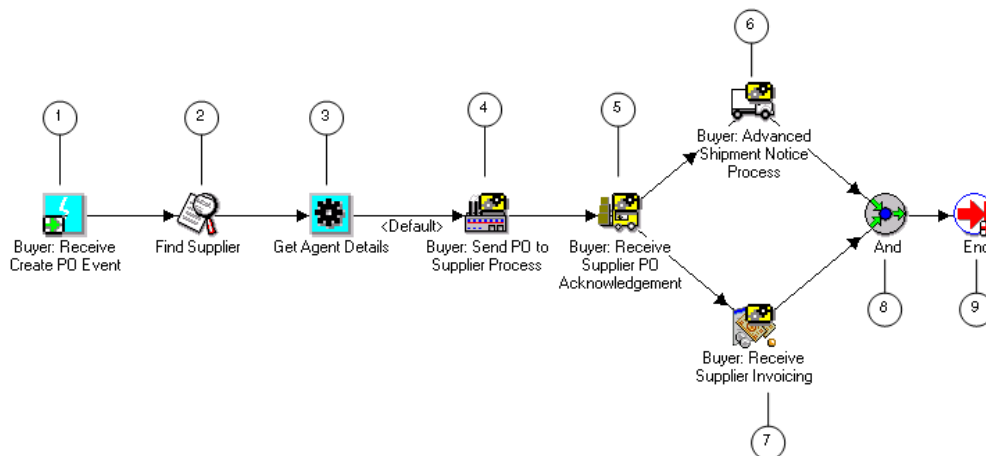 6
1
2
3
4
5
Buyer: Advanced
Shipment Notice
Process
<Default>
Buyer: Receive
Create PO Event
Find Supplier
Get Agent Details
Buyer: Send PO to
Supplier Process
Buyer: Receive
Supplier PO
Acknowledgement
And
End
8
9
Buyer: Receive
Supplier Invoicing
7